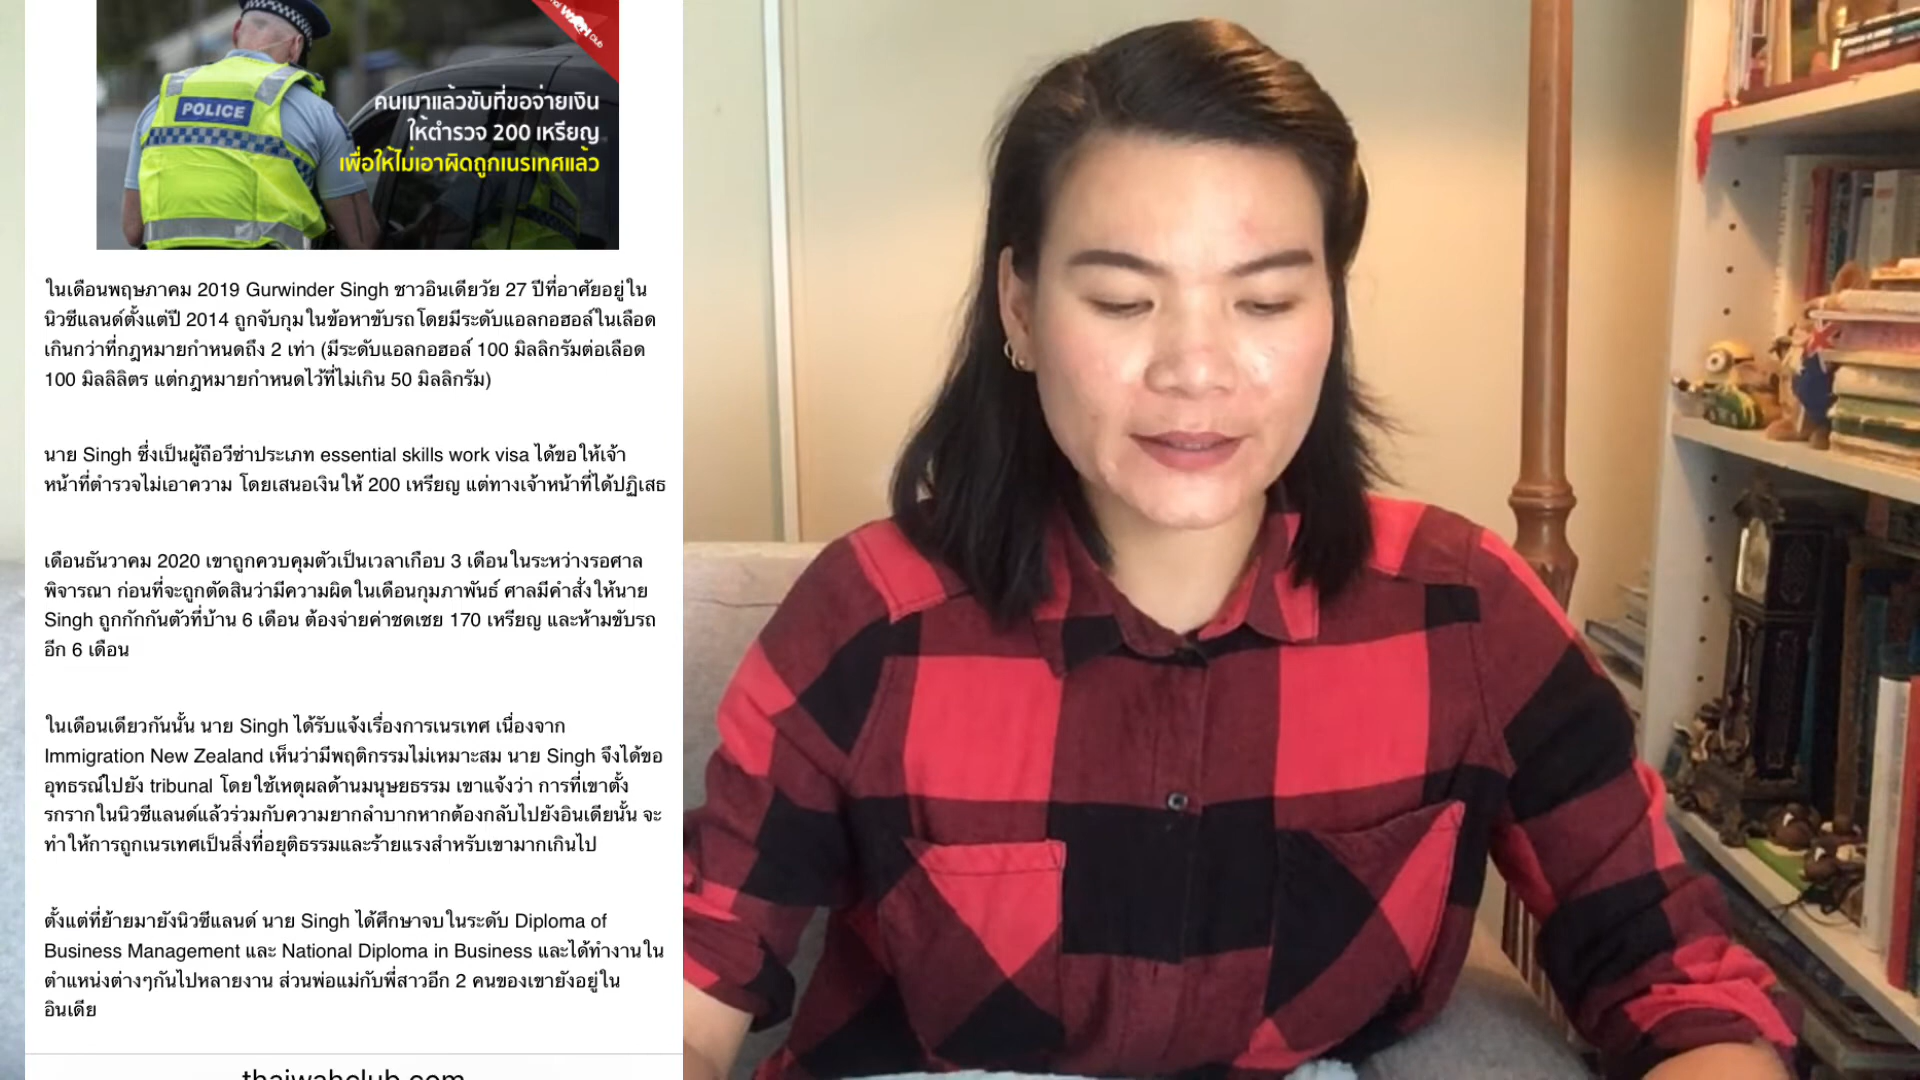 WAH
Club
POLICE
คนเมาแล้วขับที่ขอจ่ายเงิน
ให้ตำรวจ 200 เหรียญ
เพื่อให้ไม่เอาผิดถูกเนรเทศแล้ว
ในเดือนพฤษภาคม 2019 Gurwinder Singh ชาวอินเดียวัย 27 ปีที่อาศัยอยู่ใน
นิวซีแลนด์ตั้งแต่ปี 2014 ถูกจับกุมในข้อหาขับรถโดยมีระดับแอลกอฮอล์ในเลือด
เกินกว่าที่กฎหมายกำหนดถึง 2 เท่า (มีระดับแอลกอฮอล์ 100 มิลลิกรัมต่อเลือด
100 มิลลิลิตร แต่กฎหมายกำหนดไว้ที่ไม่เกิน 50 มิลลิกรัม)
นาย Singh ซึ่งเป็นผู้ถือวีซ่าประเภท essential skills work visa ได้ขอให้เจ้า
หน้าที่ตำรวจไม่เอาความ โดยเสนอเงินให้ 200 เหรียญ แต่ทางเจ้าหน้าที่ได้ปฏิเสธ
เดือนธันวาคม 2020 เขาถูกควบคุมตัวเป็นเวลาเกือบ 3 เดือนในระหว่างรอศาล
พิจารณา ก่อนที่จะถูกตัดสินว่ามีความผิดในเดือนกุมภาพันธ์ ศาลมีคำสั่งให้นาย
Singh ถูกกักกันตัวที่บ้าน 6 เดือน ต้องจ่ายค่าชดเชย 170 เหรียญ และห้ามขับรถ
อีก 6 เดือน
ในเดือนเดียวกันนั้น นาย Singh ได้รับแจ้งเรื่องการเนรเทศ เนื่องจาก
Immigration New Zealand เห็นว่ามีพฤติกรรมไม่เหมาะสม นาย Singh จึงได้ขอ
อุทธรณ์ไปยัง tribunal โดยใช้เหตุผลด้านมนุษยธรรม เขาแจ้งว่า การที่เขาตั้ง
รกรากในนิวซีแลนด์แล้วร่วมกับความยากลำบากหากต้องกลับไปยังอินเดียนั้น จะ
ทำให้การถูกเนรเทศเป็นสิ่งที่อยุติธรรมและร้ายแรงสำหรับเขามากเกินไป
ตั้งแต่ที่ย้ายมายังนิวซีแลนด์ นาย Singh ได้ศึกษาจบในระดับ Diploma of
Business Management และ National Diploma in Business และได้ทำงานใน
ตำแหน่งต่างๆกันไปหลายงาน ส่วนพ่อแม่กับพี่สาวอีก 2 คนของเขายังอยู่ใน
อินเดีย
thaiwahclub.com